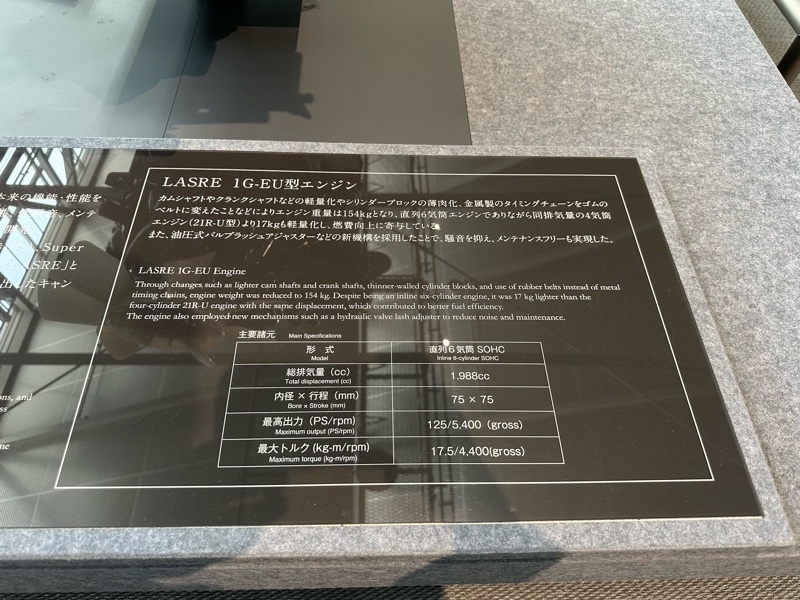 本来の機能・性能を
メンテ
Super
ASRE」と
出したキャン
ons, and
ss
me
LASRE 1G-EU型エンジン
カムシャフトやクランクシャフトなどの軽量化やシリンダーブロックの薄肉化、金属製のタイミングチェーンをゴムの
ベルトに変えたことなどによりエンジン重量は154kgとなり、直列6気筒エンジンでありながら同排気量の4気筒
エンジン(21R-U型)より17kgも軽量化し、燃費向上に寄与している。
また、油圧式バルブラッシュアジャスターなどの新機構を採用したことで、騒音を抑え、メンテナンスフリーも実現した。
LASRE 1G-EU Engine
Through changes such as lighter cam shafts and crank shafts, thinner-walled cylinder blocks, and use of rubber belts instead of metal
timing chains, engine weight was reduced to 154 kg. Despite being an inline six-cylinder engine, it was 17 kg lighter than the
four-cylinder 21R-U engine with the same displacement, which contributed to better fuel efficiency.
The engine also employed new mechanisms such as a hydraulic valve lash adjuster to reduce noise and maintenance.
主要諸元 Main Specifications
形 式 直列6気筒 SOHC
Model Inline 6-cylinder SOHC
総排気量（cc） 1,988cc
Total displacement (cc)
内径 × 行程（mm） 75 × 75
Bore × Stroke (mm)
最高出力（PS/rpm） 125/5,400（gross）
Maximum output (PS/rpm)
最大トルク (kg-m/rpm) 17.5/4,400(gross)
Maximum torque (kg-m/rpm)